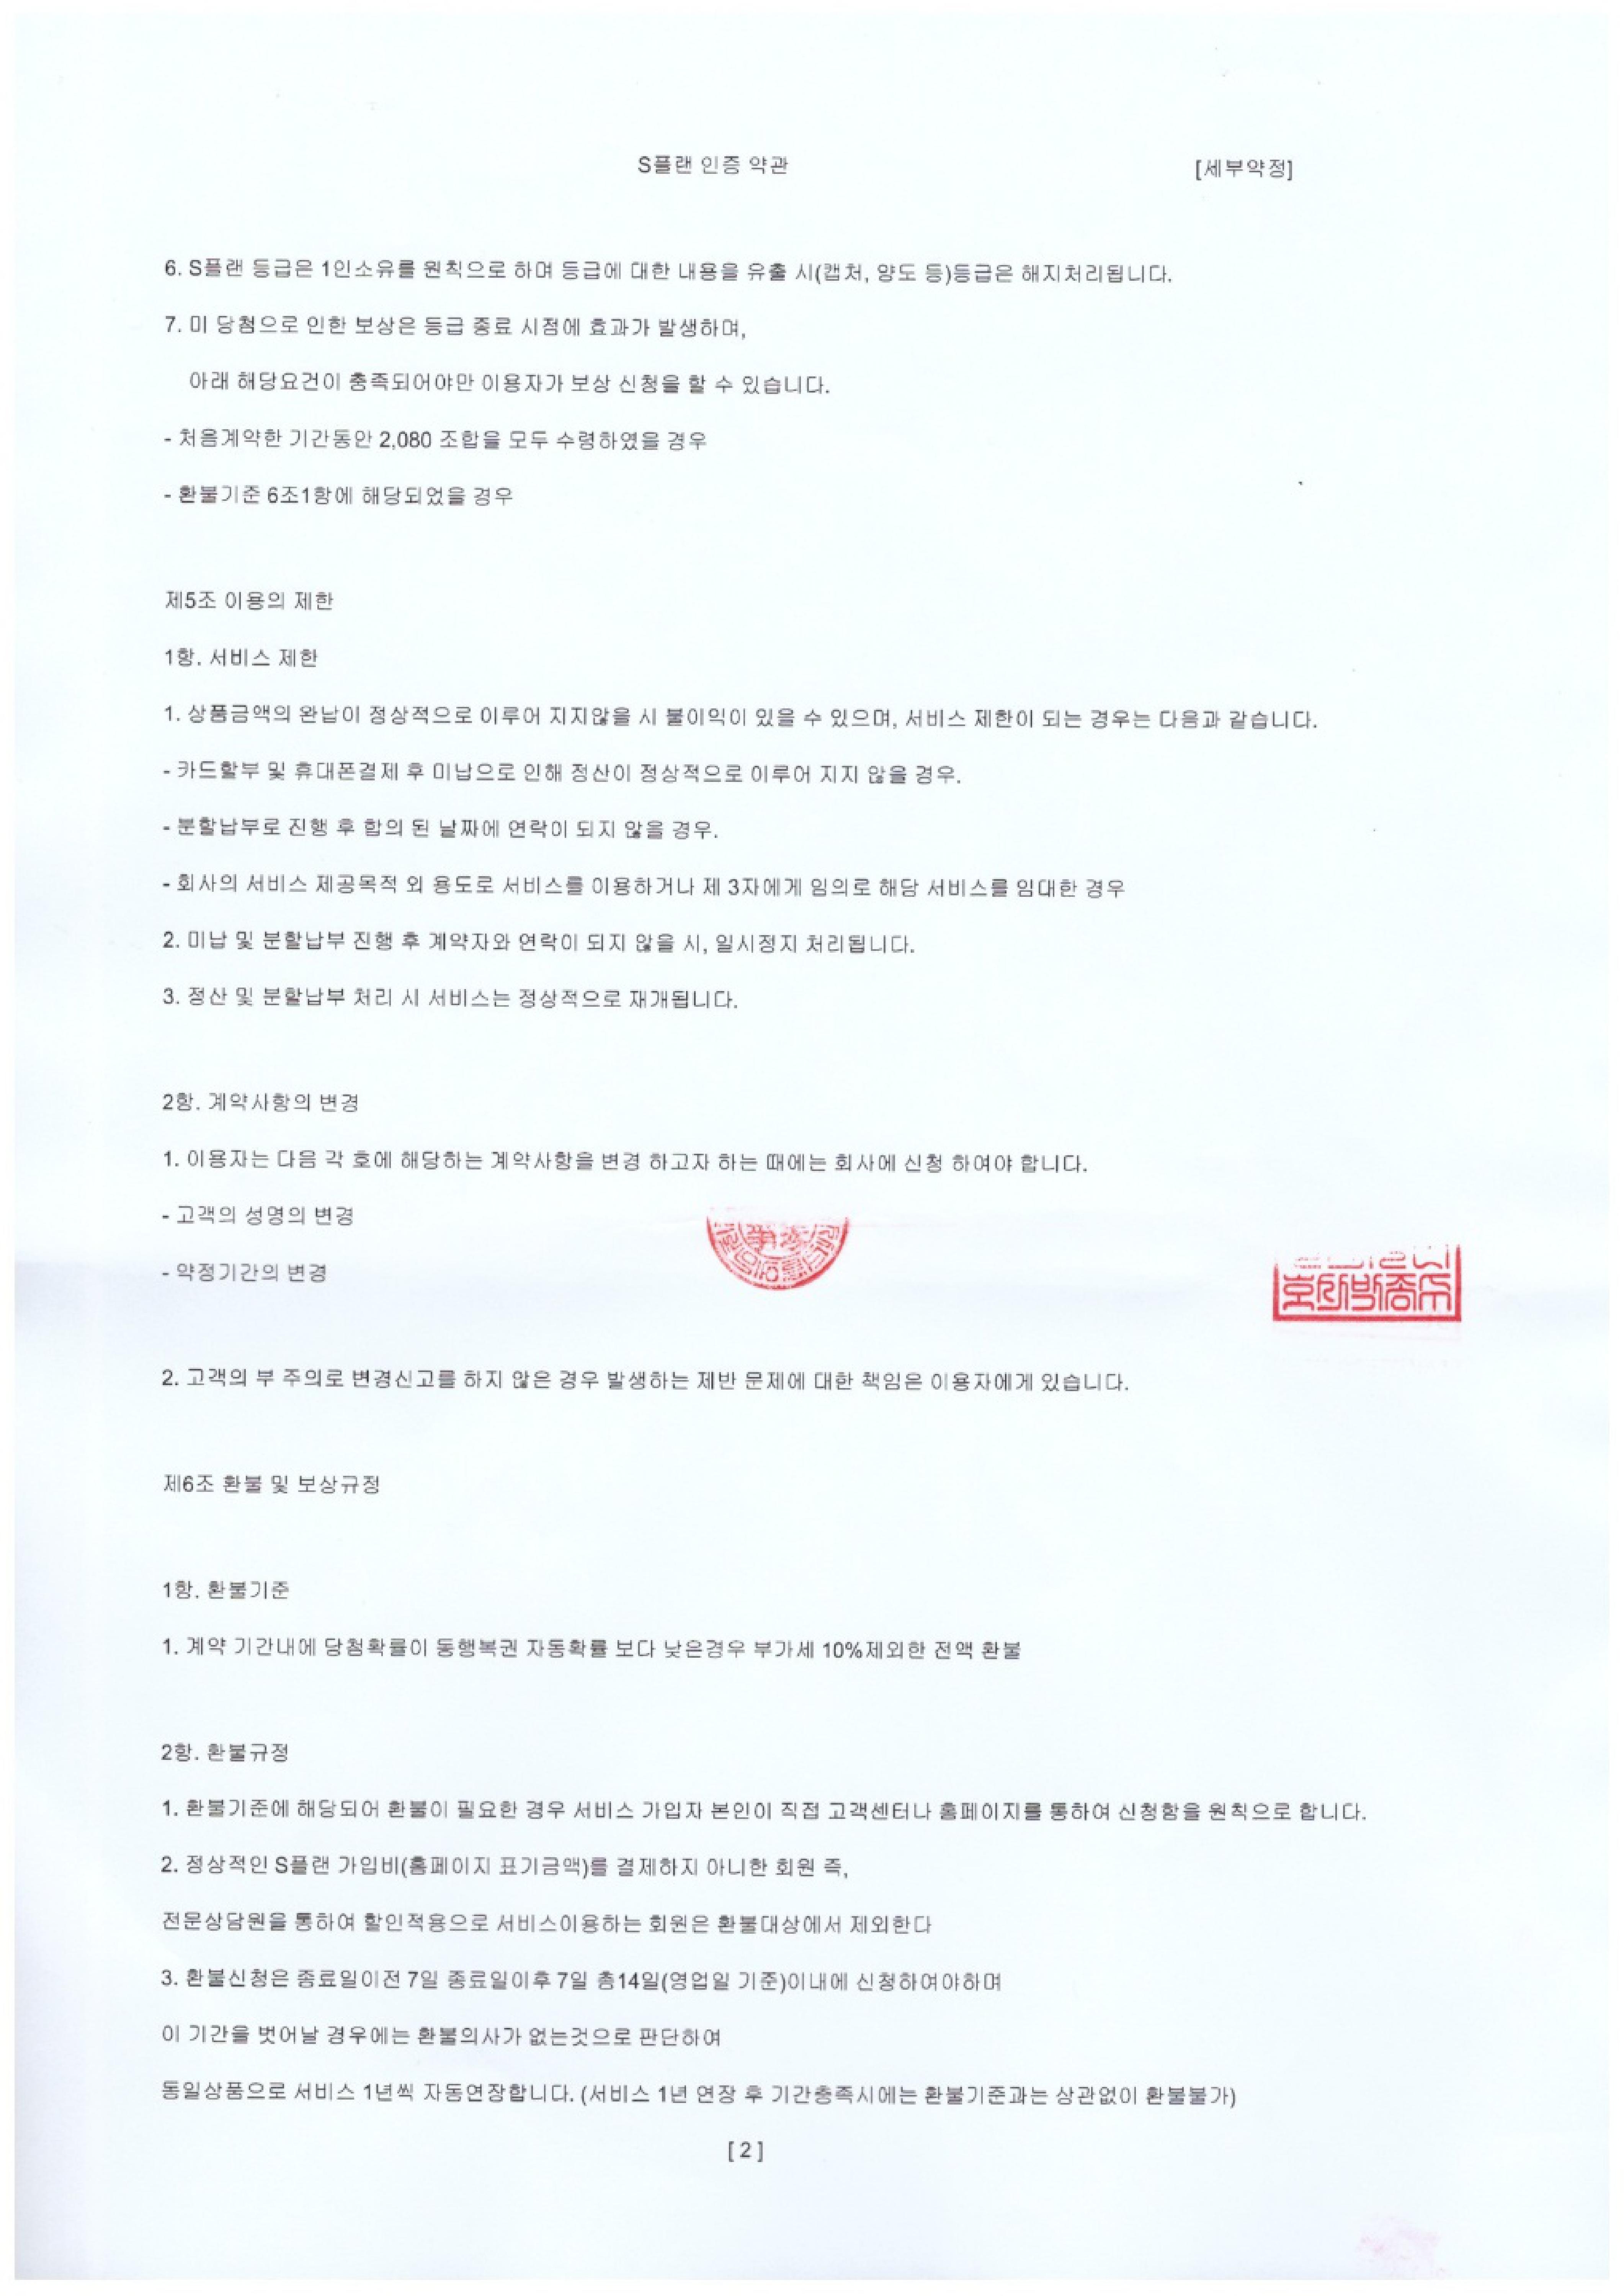 S플랜 인증 약관
[세부약정]
6. S플랜 등급은 1인소유를 원칙으로 하며 등급에 대한 내용을 유출 시(캡처, 양도 등)등급은 해지처리됩니다.
7. 미 당첨으로 인한 보상은 등급 종료 시점에 효과가 발생하며,
아래 해당요건이 충족되어야만 이용자가 보상 신청을 할 수 있습니다.
- 처음계약한 기간동안 2,080 조합을 모두 수령하였을 경우
- 환불기준 6조1항에 해당되었을 경우
제5조 이용의 제한
1항. 서비스 제한
1. 상품금액의 완납이 정상적으로 이루어 지지않을 시 불이익이 있을 수 있으며, 서비스 제한이 되는 경우는 다음과 같습니다.
- 카드할부 및 휴대폰결제 후 미납으로 인해 정산이 정상적으로 이루어 지지 않을 경우.
- 분할납부로 진행 후 합의 된 날짜에 연락이 되지 않을 경우.
- 회사의 서비스 제공목적 외 용도로 서비스를 이용하거나 제 3자에게 임의로 해당 서비스를 임대한 경우
2. 미납 및 분할납부 진행 후 계약자와 연락이 되지 않을 시, 일시정지 처리됩니다.
3. 정산 및 분할납부 처리 시 서비스는 정상적으로 재개됩니다.
2항. 계약사항의 변경
1. 이용자는 다음 각 호에 해당하는 계약사항을 변경 하고자 하는 때에는 회사에 신청 하여야 합니다.
- 고객의 성명의 변경
- 약정기간의 변경
2. 고객의 부 주의로 변경신고를 하지 않은 경우 발생하는 제반 문제에 대한 책임은 이용자에게 있습니다.
제6조 환불 및 보상규정
1항. 환불기준
1. 계약 기간내에 당첨확률이 동행복권 자동확률 보다 낮은경우 부가세 10%제외한 전액 환불
2항. 환불규정
1. 환불기준에 해당되어 환불이 필요한 경우 서비스 가입자 본인이 직접 고객센터나 홈페이지를 통하여 신청함을 원칙으로 합니다.
2. 정상적인 S플랜 가입비(홈페이지 표기금액)를 결제하지 아니한 회원 즉,
전문상담원을 통하여 할인적용으로 서비스이용하는 회원은 환불대상에서 제외한다
3. 환불신청은 종료일이전 7일 종료일이후 7일 총14일(영업일 기준)이내에 신청하여야하며
이 기간을 벗어날 경우에는 환불의사가 없는것으로 판단하여
동일상품으로 서비스 1년씩 자동연장합니다. (서비스 1년 연장 후 기간충족시에는 환불기준과는 상관없이 환불불가)
[ 2 ]